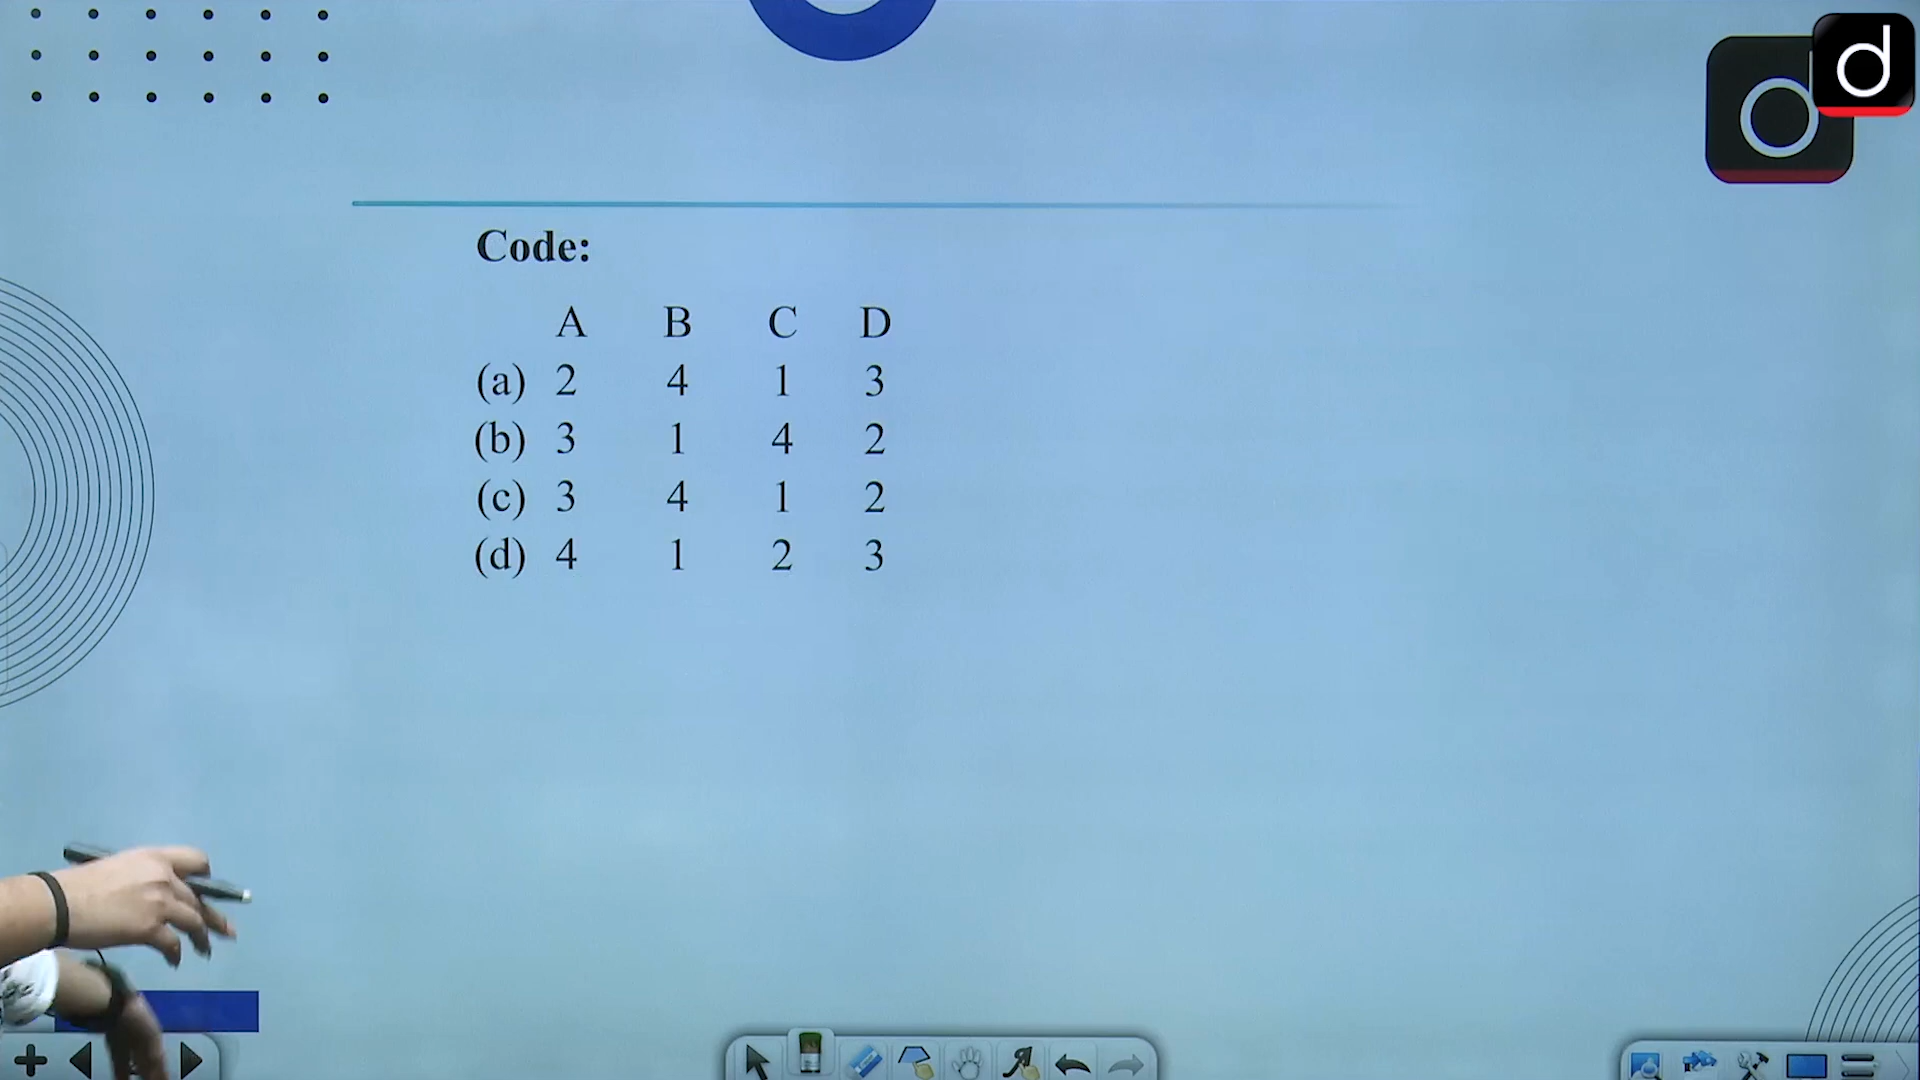 d
Code:
A B C D
(a) 2 4 1 3
(b) 3 1 4 2
(c) 3 4 1 2
(d) 4 1 2 3